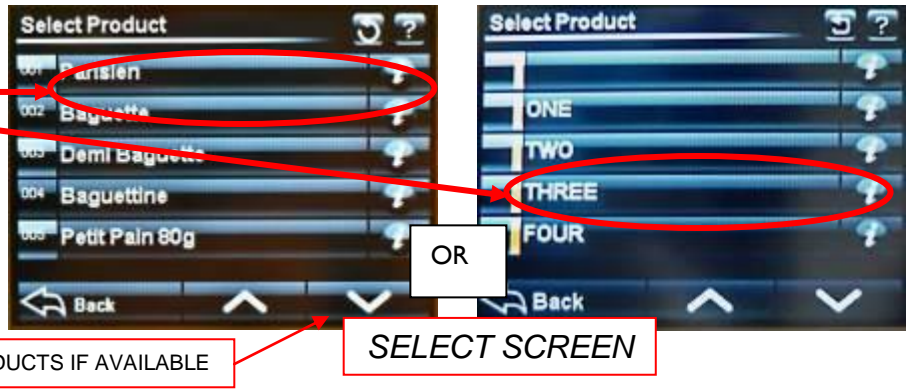 Select Product
?
001 Parisien
002 Baguette
003 Demi Baguette
004 Baguettine
005 Petit Pain 80g
Back
OR
Select Product
?
ONE
TWO
THREE
FOUR
Back
SELECT SCREEN
DUCTS IF AVAILABLE